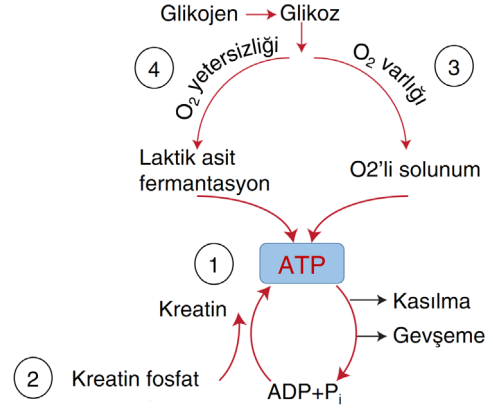 Glikojen → Glikoz
4
O₂ yetersizliği
O₂ varlığı
3
Laktik asit
fermantasyon
O2'li solunum
1
ATP
Kreatin
Kasılma
Gevşeme
2
Kreatin fosfat
ADP+Pᵢ